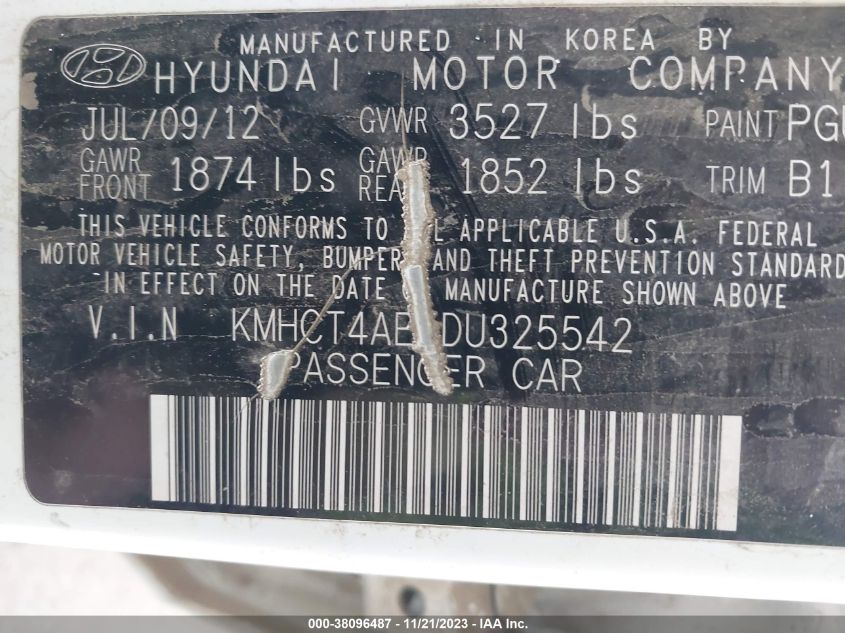 MANUFACTURED IN KOREA BY
HYUNDAI MOTOR COMPANY
JUL/09/12 GVWR 3527 lbs PAINT
GAWR FRONT 1874 lbs GAWR 1852 lbs TRIM B1
THIS VEHICLE CONFORMS TO APPLICABLE U.S.A. FEDERAL
MOTOR VEHICLE SAFETY, BUMPER, AND THEFT PREVENTION STANDARD
IN EFFECT ON THE DATE MANUFACTURE SHOWN ABOVE
V.I.N
PASSENGER CAR
000-38096487 - 11/21/2023 - IAA Inc.